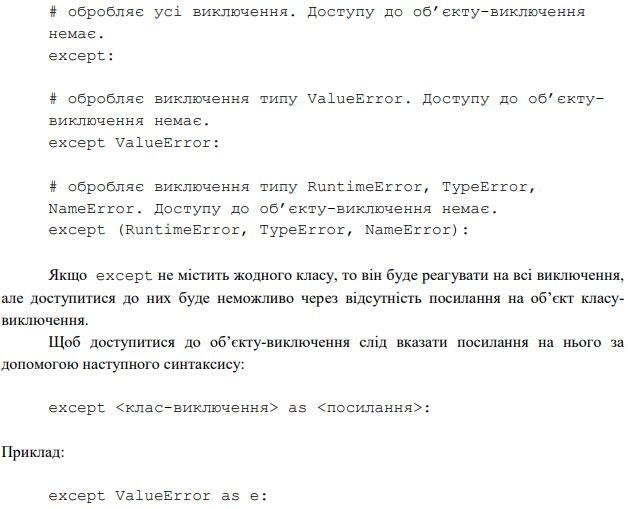 # обробляє усі виключення. Доступу до об’єкту-виключення
немає.
except:
# обробляє виключення типу ValueError. Доступу до об’єкту-
виключення немає.
except ValueError:
# обробляє виключення типу RuntimeError, TypeError,
NameError. Доступу до об’єкту-виключення немає.
except (RuntimeError, TypeError, NameError):
Якщо except не містить жодного класу, то він буде реагувати на всі виключення,
але доступитися до них буде неможливо через відсутність посилання на об’єкт класу-
виключення.
Щоб доступитися до об’єкту-виключення слід вказати посилання на нього за
допомогою наступного синтаксису:
except <клас-виключення> as <посилання>:
Приклад:
except ValueError as e: